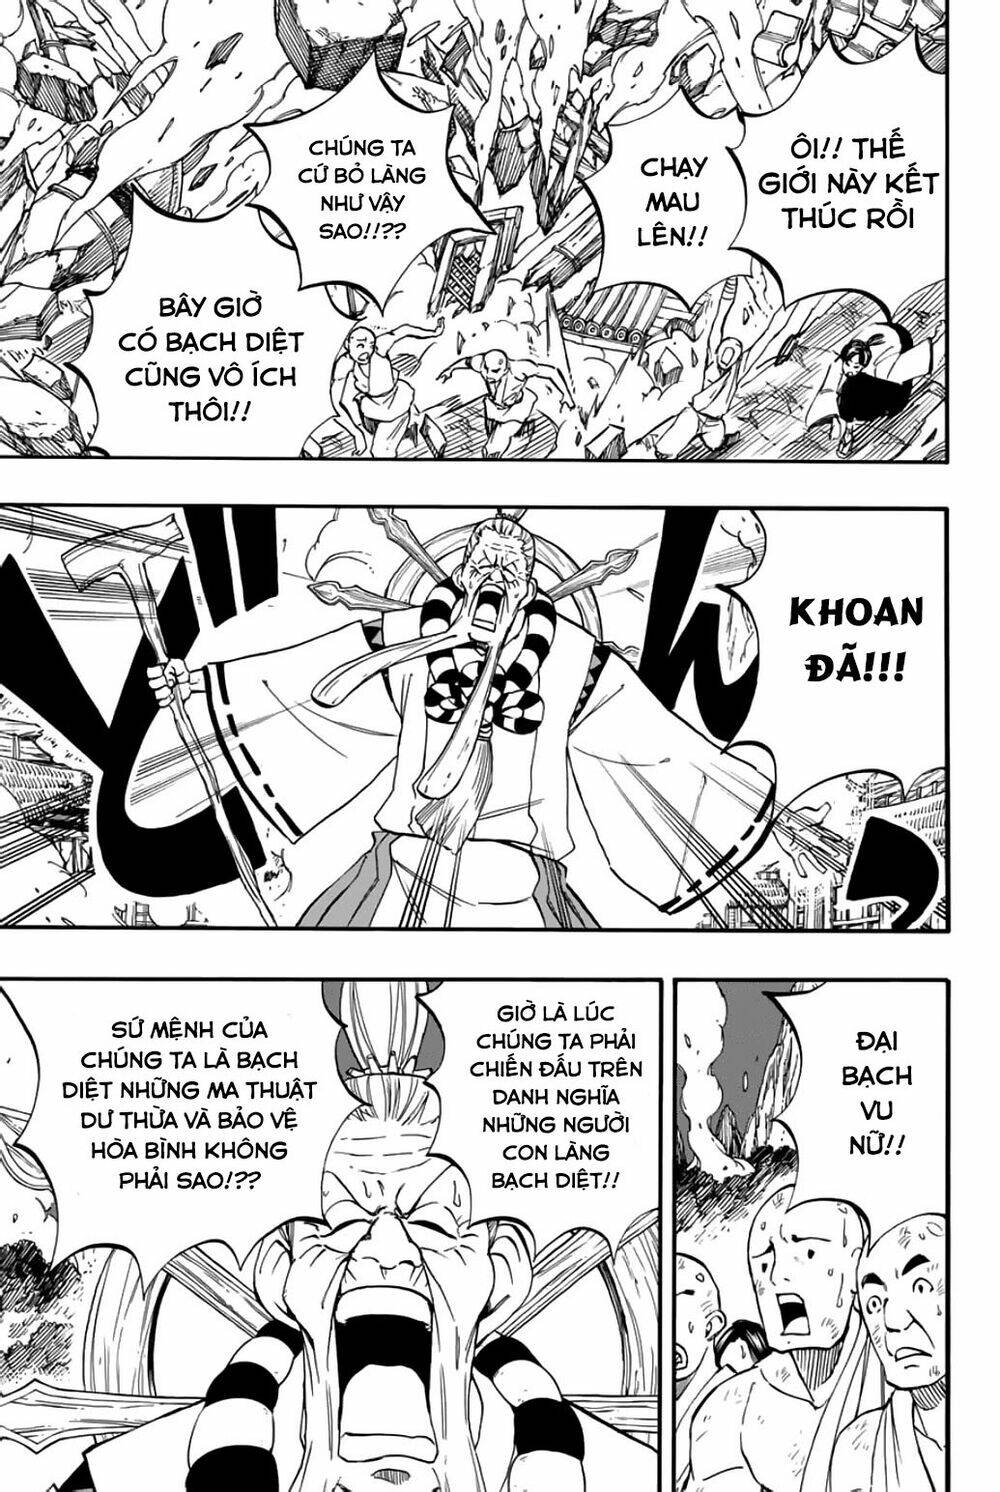 ÔI!! THẾ
GIỚI NÀY KẾT
THÚC RỒI
CHẠY
MAU
LÊN!!
CHÚNG TA
CỨ BỎ LÀNG
NHƯ VẬY
SAO!!??
BÂY GIỜ
CÓ BẠCH DIỆT
CŨNG VÔ ÍCH
THÔI!!
KHOAN
ĐÃ!!!
ĐẠI
BẠCH
VU
NỮ!!
GIỜ LÀ LÚC
CHÚNG TA PHẢI
CHIẾN ĐẤU TRÊN
DANH NGHĨA
NHỮNG NGƯỜI
CON LÀNG
BẠCH DIỆT!!
SỨ MỆNH CỦA
CHÚNG TA LÀ BẠCH
DIỆT NHỮNG MA THUẬT
DƯ THỪA VÀ BẢO VỆ
HÒA BÌNH KHÔNG
PHẢI SAO!??